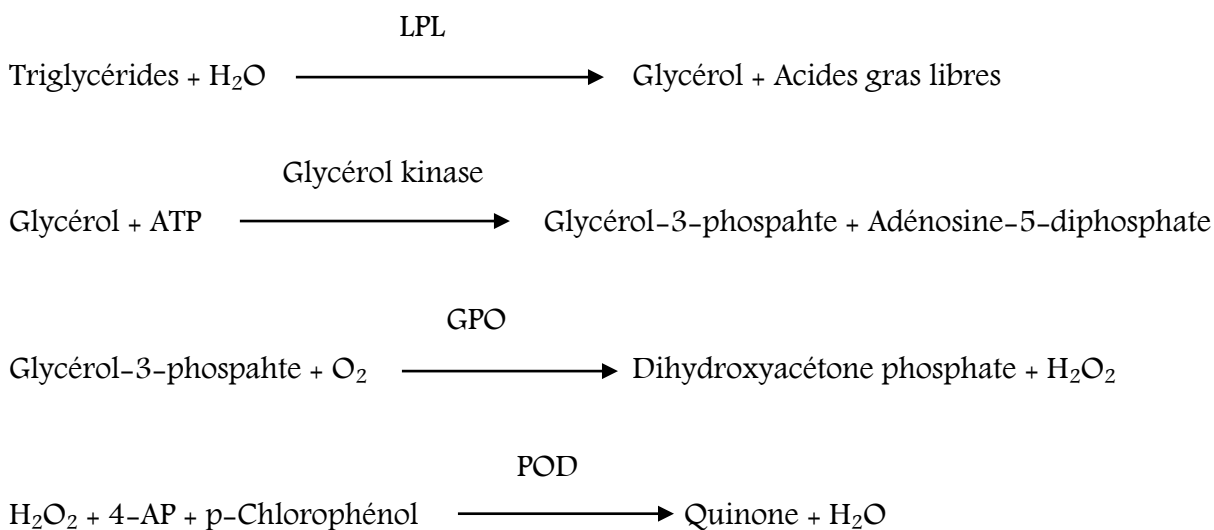 LPL
Triglycérides + H₂O ⟶ Glycérol + Acides gras libres
Glycérol kinase
Glycérol + ATP ⟶ Glycérol-3-phospahte + Adénosine-5-diphosphate
GPO
Glycérol-3-phospahte + O₂ ⟶ Dihydroxyacétone phosphate + H₂O₂
POD
H₂O₂ + 4-AP + p-Chlorophénol ⟶ Quinone + H₂O